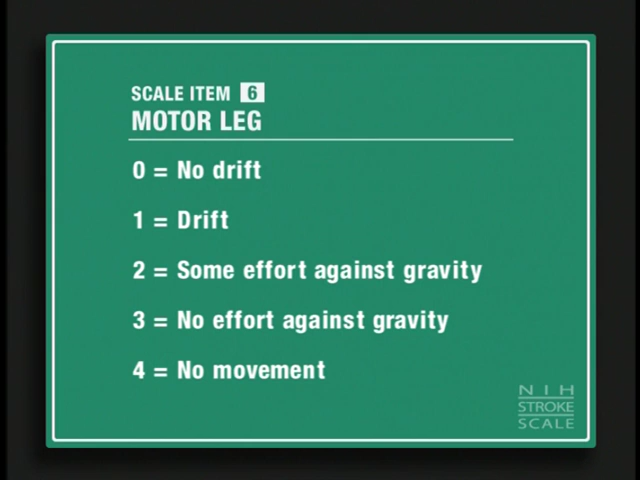 SCALE ITEM 6
MOTOR LEG
0 = No drift
1 = Drift
2 = Some effort against gravity
3 = No effort against gravity
4 = No movement
NIH
STROKE
SCALE